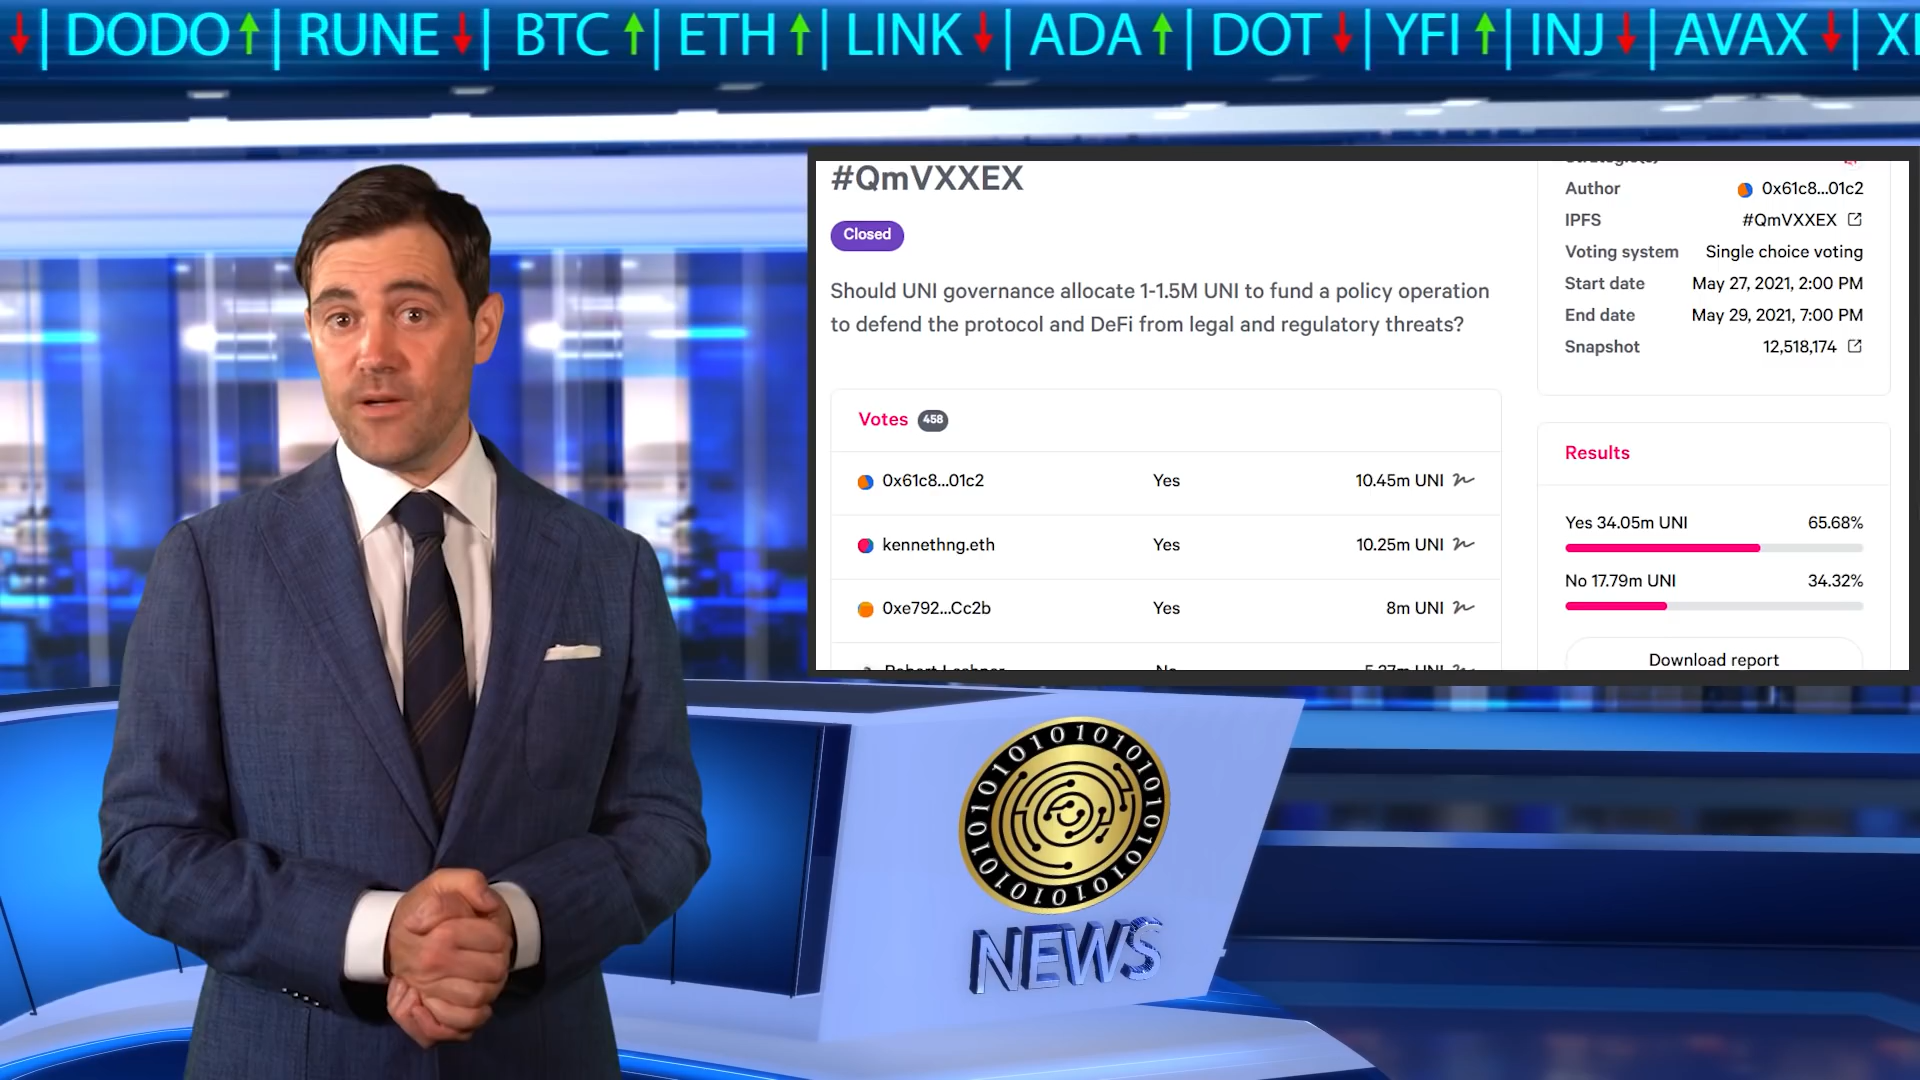 DODO RUNE BTC ETH LINK ADA DOT YFI INJ AVAX
#QmVXXEX
Closed
Should UNI governance allocate 1-1.5M UNI to fund a policy operation
to defend the protocol and DeFi from legal and regulatory threats?
Votes 458
0x61c8...01c2 Yes 10.45m UNI
kennethng.eth Yes 10.25m UNI
0xe792...Cc2b Yes 8m UNI
Author 0x61c8...01c2
IPFS #QmVXXEX
Voting system Single choice voting
Start date May 27, 2021, 2:00 PM
End date May 29, 2021, 7:00 PM
Snapshot 12,518,174
Results
Yes 34.05m UNI 65.68%
No 17.79m UNI 34.32%
Download report
NEWS